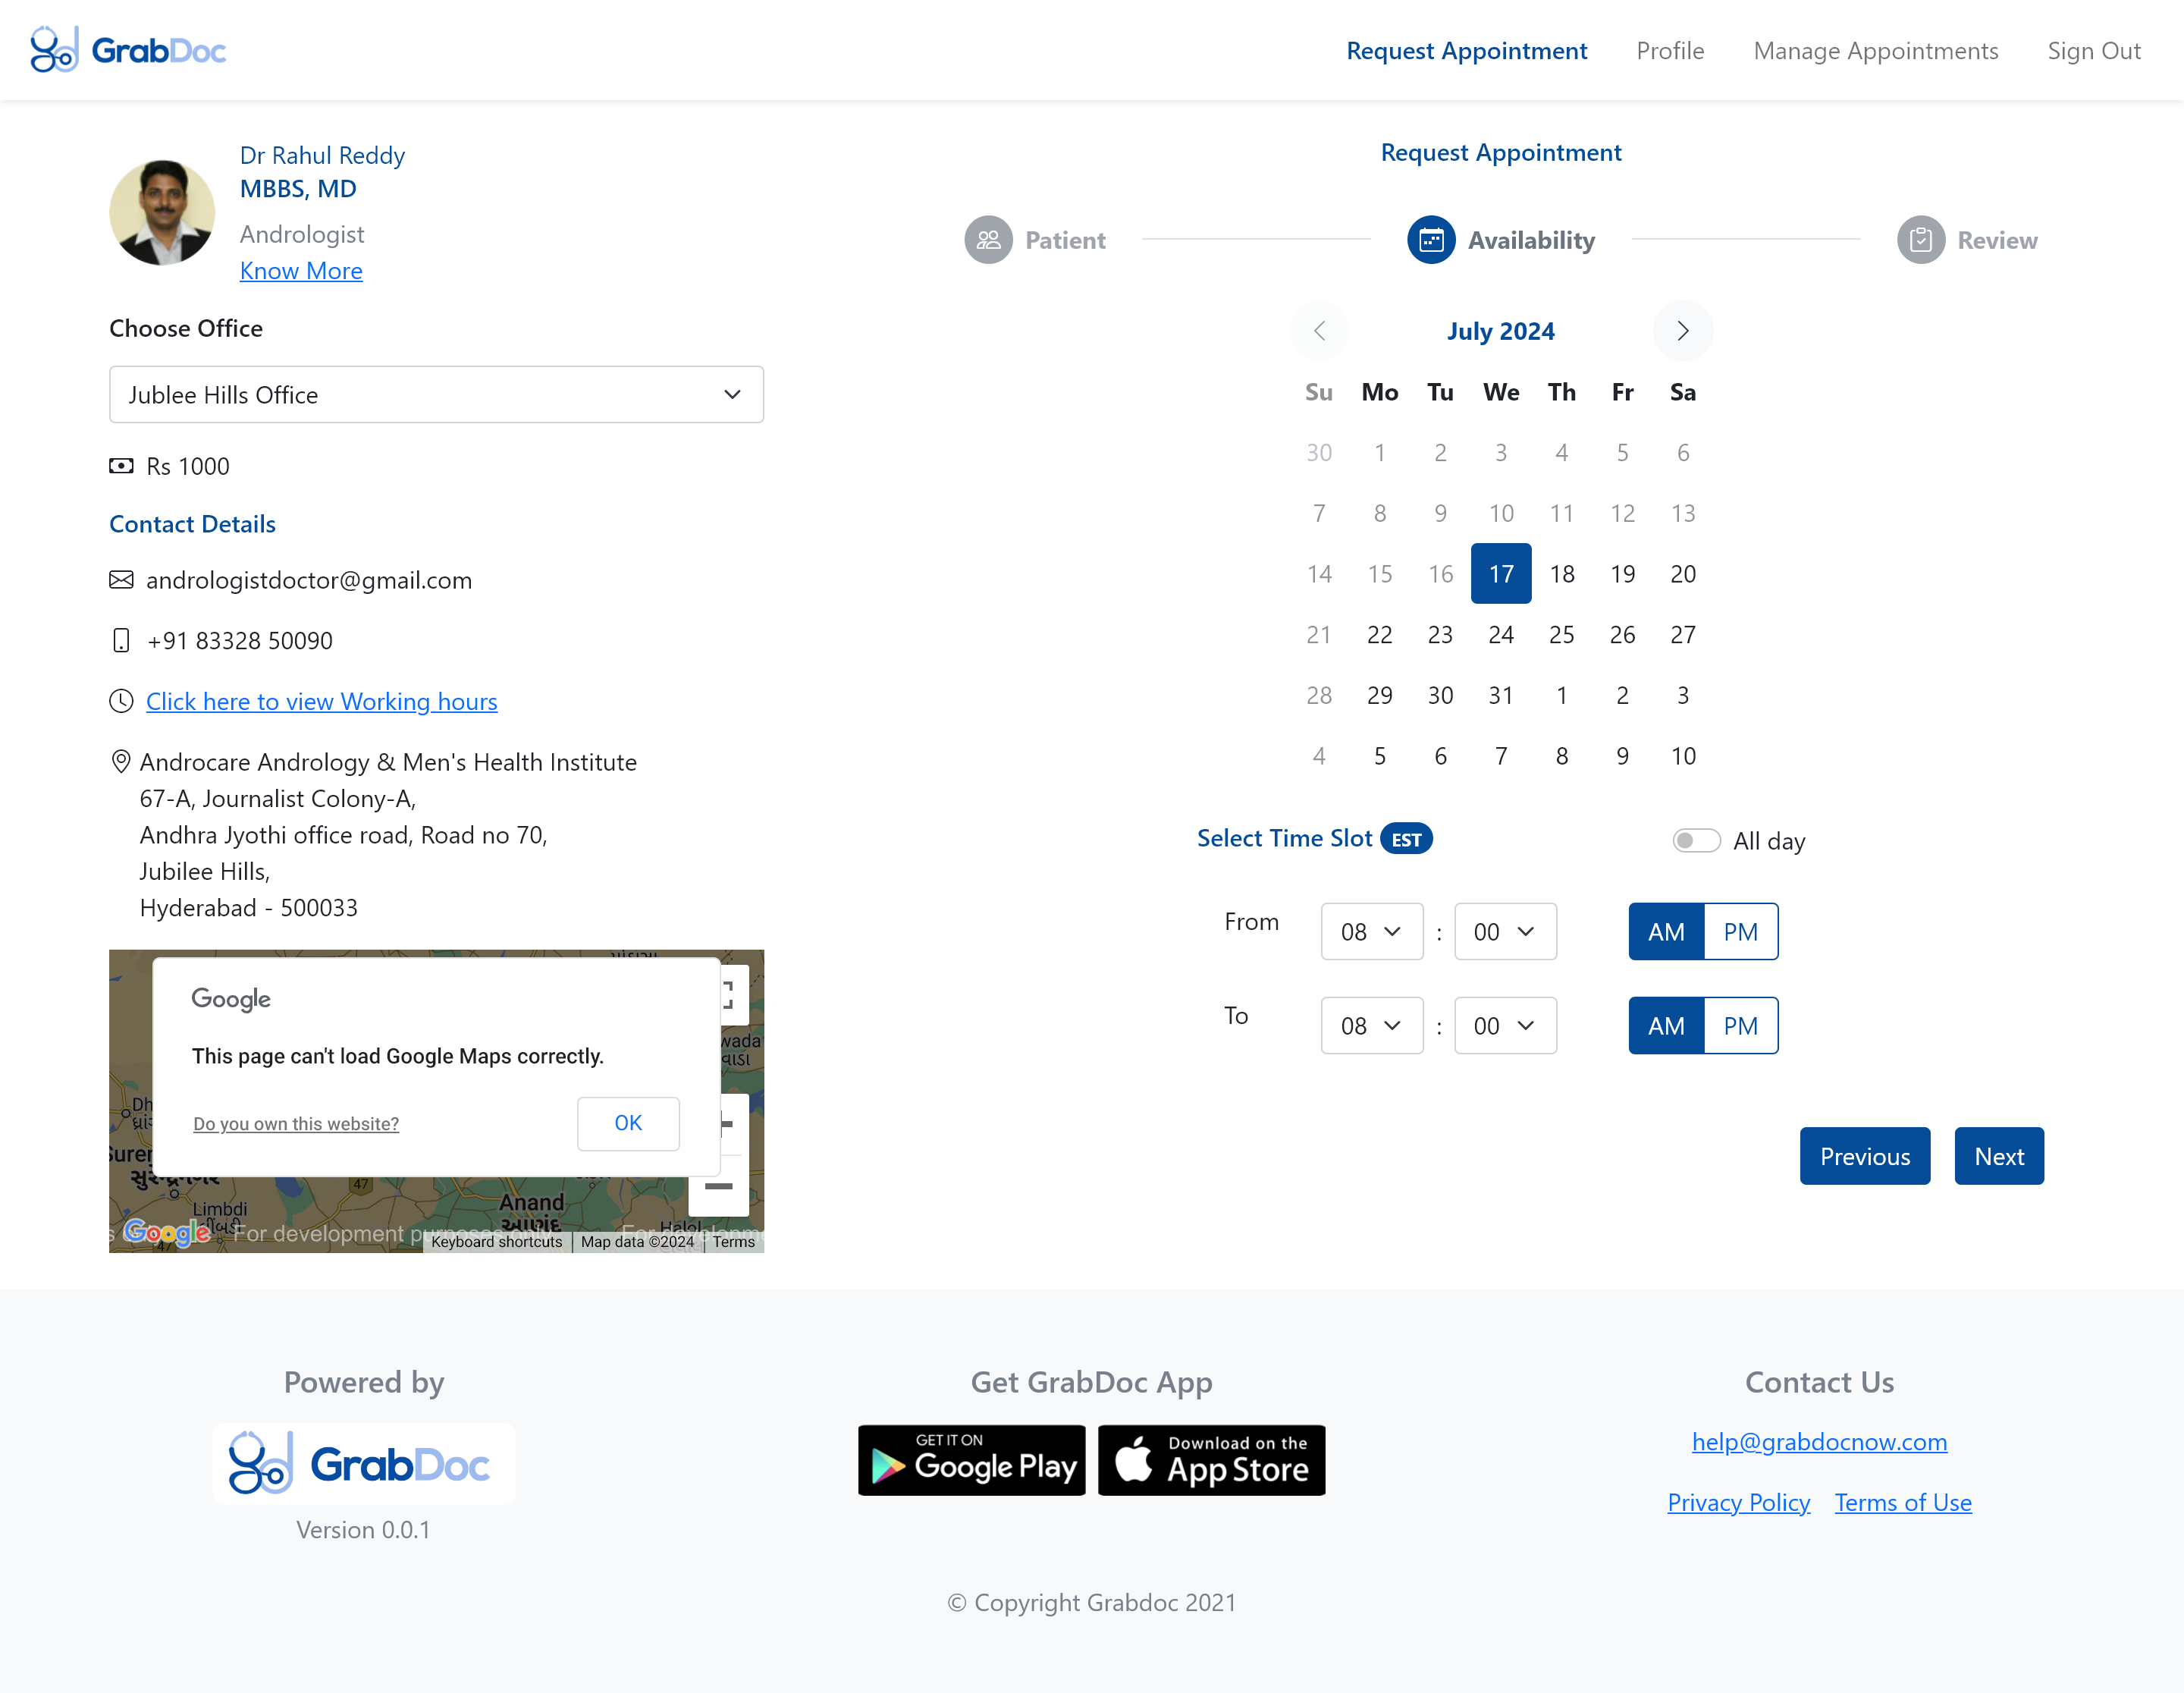 GrabDoc
Request Appointment Profile Manage Appointments Sign Out
Dr Rahul Reddy
MBBS, MD
Andrologist
Know More
Choose Office
Jublee Hills Office
Rs 1000
Contact Details
andrologistdoctor@gmail.com
+91 83328 50090
Click here to view Working hours
Androcare Andrology & Men's Health Institute
67-A, Journalist Colony-A,
Andhra Jyothi office road, Road no 70,
Jubilee Hills,
Hyderabad - 500033
Google
This page can't load Google Maps correctly.
Do you own this website? OK
47
Limbdi
Anand
આણંદ
Google
For development purposes only
47
Keyboard shortcuts Map data ©2024 Terms
Request Appointment
Patient Availability Review
July 2024
Su Mo Tu We Th Fr Sa
30 1 2 3 4 5 6
7 8 9 10 11 12 13
14 15 16 17 18 19 20
21 22 23 24 25 26 27
28 29 30 31 1 2 3
4 5 6 7 8 9 10
Select Time Slot EST All day
From 08 : 00 AM PM
To 08 : 00 AM PM
Previous Next
Powered by
GrabDoc
Version 0.0.1
Get GrabDoc App
GET IT ON
Google Play
Download on the
App Store
Contact Us
help@grabdocnow.com
Privacy Policy Terms of Use
© Copyright Grabdoc 2021